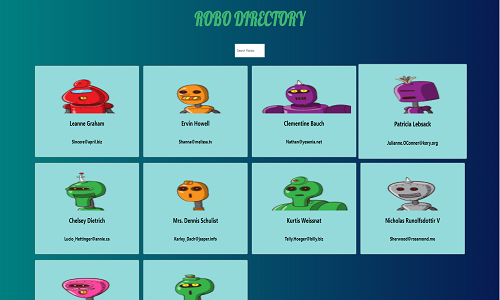 ROBO DIRECTORY
Search Robots
Leanne Graham
Sincere@april.biz
Ervin Howell
Shanna@melissa.tv
Clementine Bauch
Nathan@yesenia.net
Patricia Lebsack
Julianne.OConner@kory.org
Chelsey Dietrich
Lucio_Hettinger@annie.ca
Mrs. Dennis Schulist
Karley_Dach@jasper.info
Kurtis Weissnat
Telly.Hoeger@billy.biz
Nicholas Runolfsdottir V
Sherwood@rosamond.me